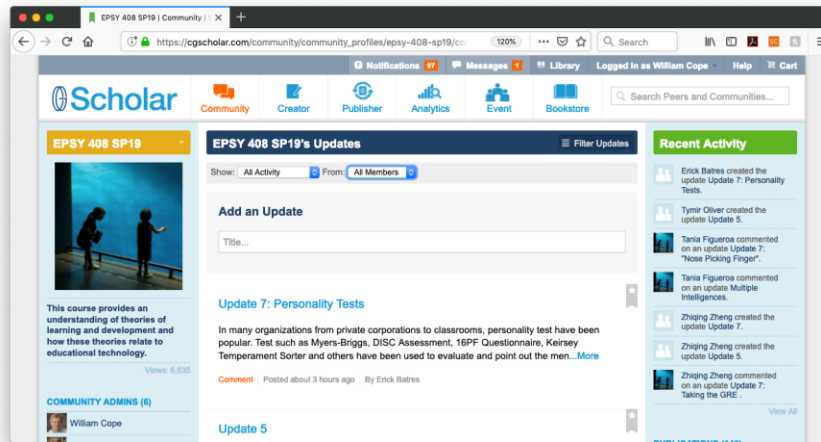 EPSY 408 SP19 | Community | C
https://cgscholar.com/community/community_profiles/epsy-408-sp19/co
120%
Search
Notifications 97 Messages 1 Library Logged in as William Cope Help Cart
Scholar
Community Creator Publisher Analytics Event Bookstore
Search Peers and Communities...
EPSY 408 SP19
This course provides an
understanding of theories of
learning and development and
how these theories relate to
educational technology.
Views: 6,635
COMMUNITY ADMINS (6)
William Cope
EPSY 408 SP19's Updates
Filter Updates
Show: All Activity From: All Members
Add an Update
Title...
Update 7: Personality Tests
In many organizations from private corporations to classrooms, personality test have been
popular. Test such as Myers-Briggs, DISC Assessment, 16PF Questionnaire, Keirsey
Temperament Sorter and others have been used to evaluate and point out the men...More
Comment Posted about 3 hours ago | By Erick Batres
Update 5
Recent Activity
Erick Batres created the
update Update 7: Personality
Tests.
Tymir Oliver created the
update Update 5.
Tania Figueroa commented
on an update Update 7:
"Nose Picking Finger".
Tania Figueroa commented
on an update Multiple
Intelligences.
Zhiqing Zheng created the
update Update 7.
Zhiqing Zheng created the
update Update 5.
Zhiqing Zheng commented
on an update Update 7:
Taking the GRE .
View All